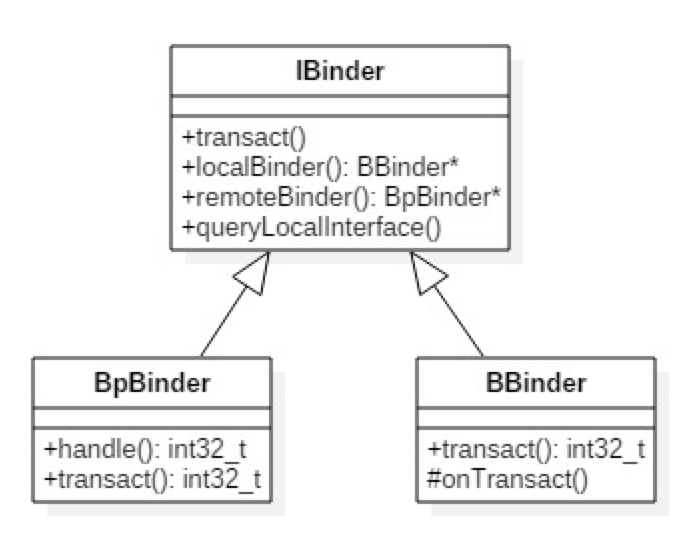 IBinder
+transact()
+localBinder(): BBinder*
+remoteBinder(): BpBinder*
+queryLocalInterface()
BpBinder
+handle(): int32_t
+transact(): int32_t
BBinder
+transact(): int32_t
#onTransact()